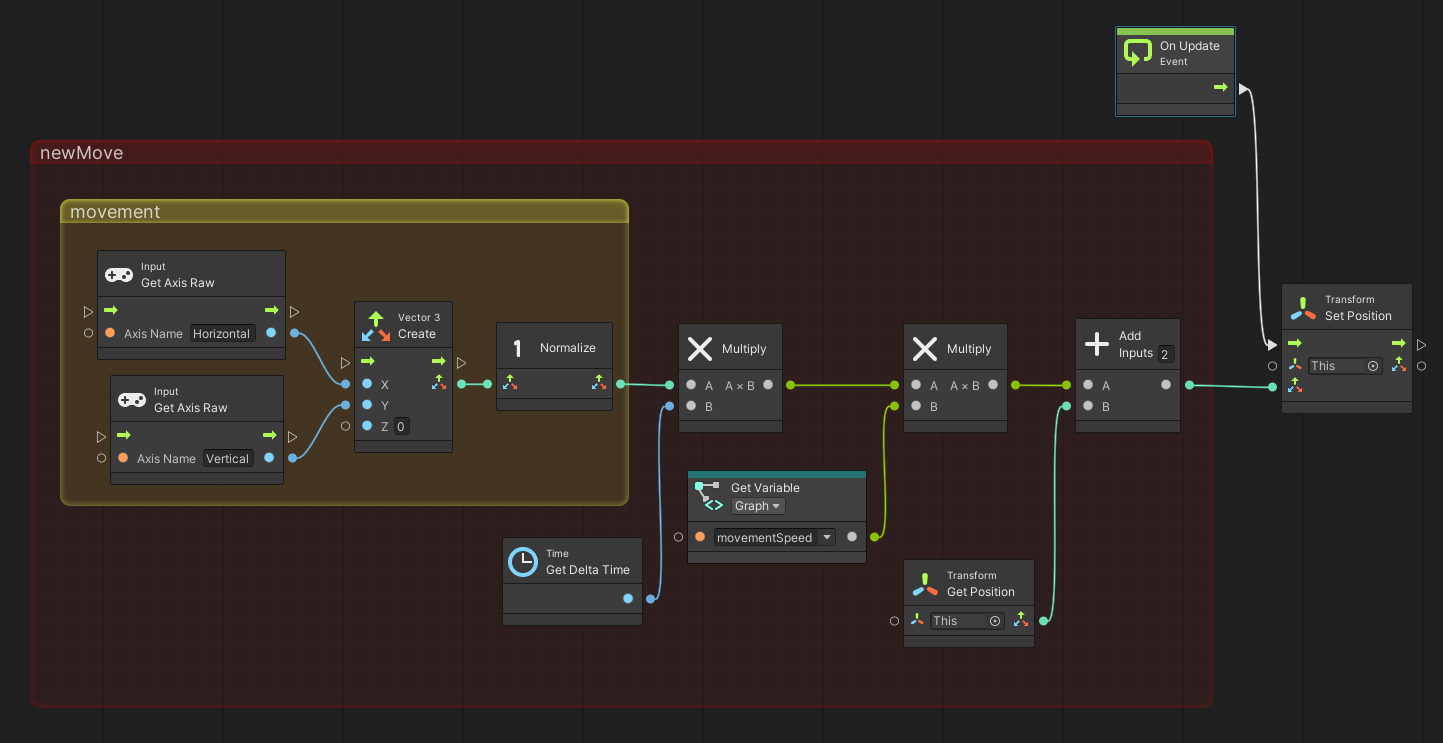 On Update
Event
newMove
movement
Input
Get Axis Raw
Axis Name Horizontal
Input
Get Axis Raw
Axis Name Vertical
Vector 3
Create
X
Y
Z 0
1 Normalize
Multiply
A A × B
B
Multiply
A A × B
B
Add
Inputs 2
A
B
Transform
Set Position
This
Get Variable
Graph
movementSpeed
Time
Get Delta Time
Transform
Get Position
This